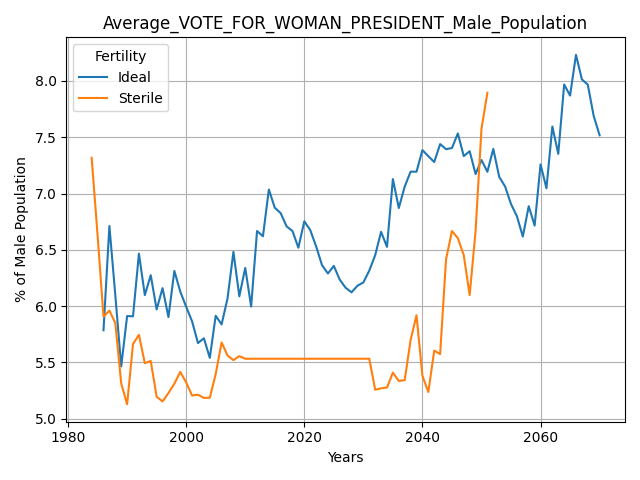 Average_VOTE_FOR_WOMAN_PRESIDENT_Male_Population
Fertility
Ideal
Sterile
% of Male Population
8.0
7.5
7.0
6.5
6.0
5.5
5.0
1980 2000 2020 2040 2060
Years